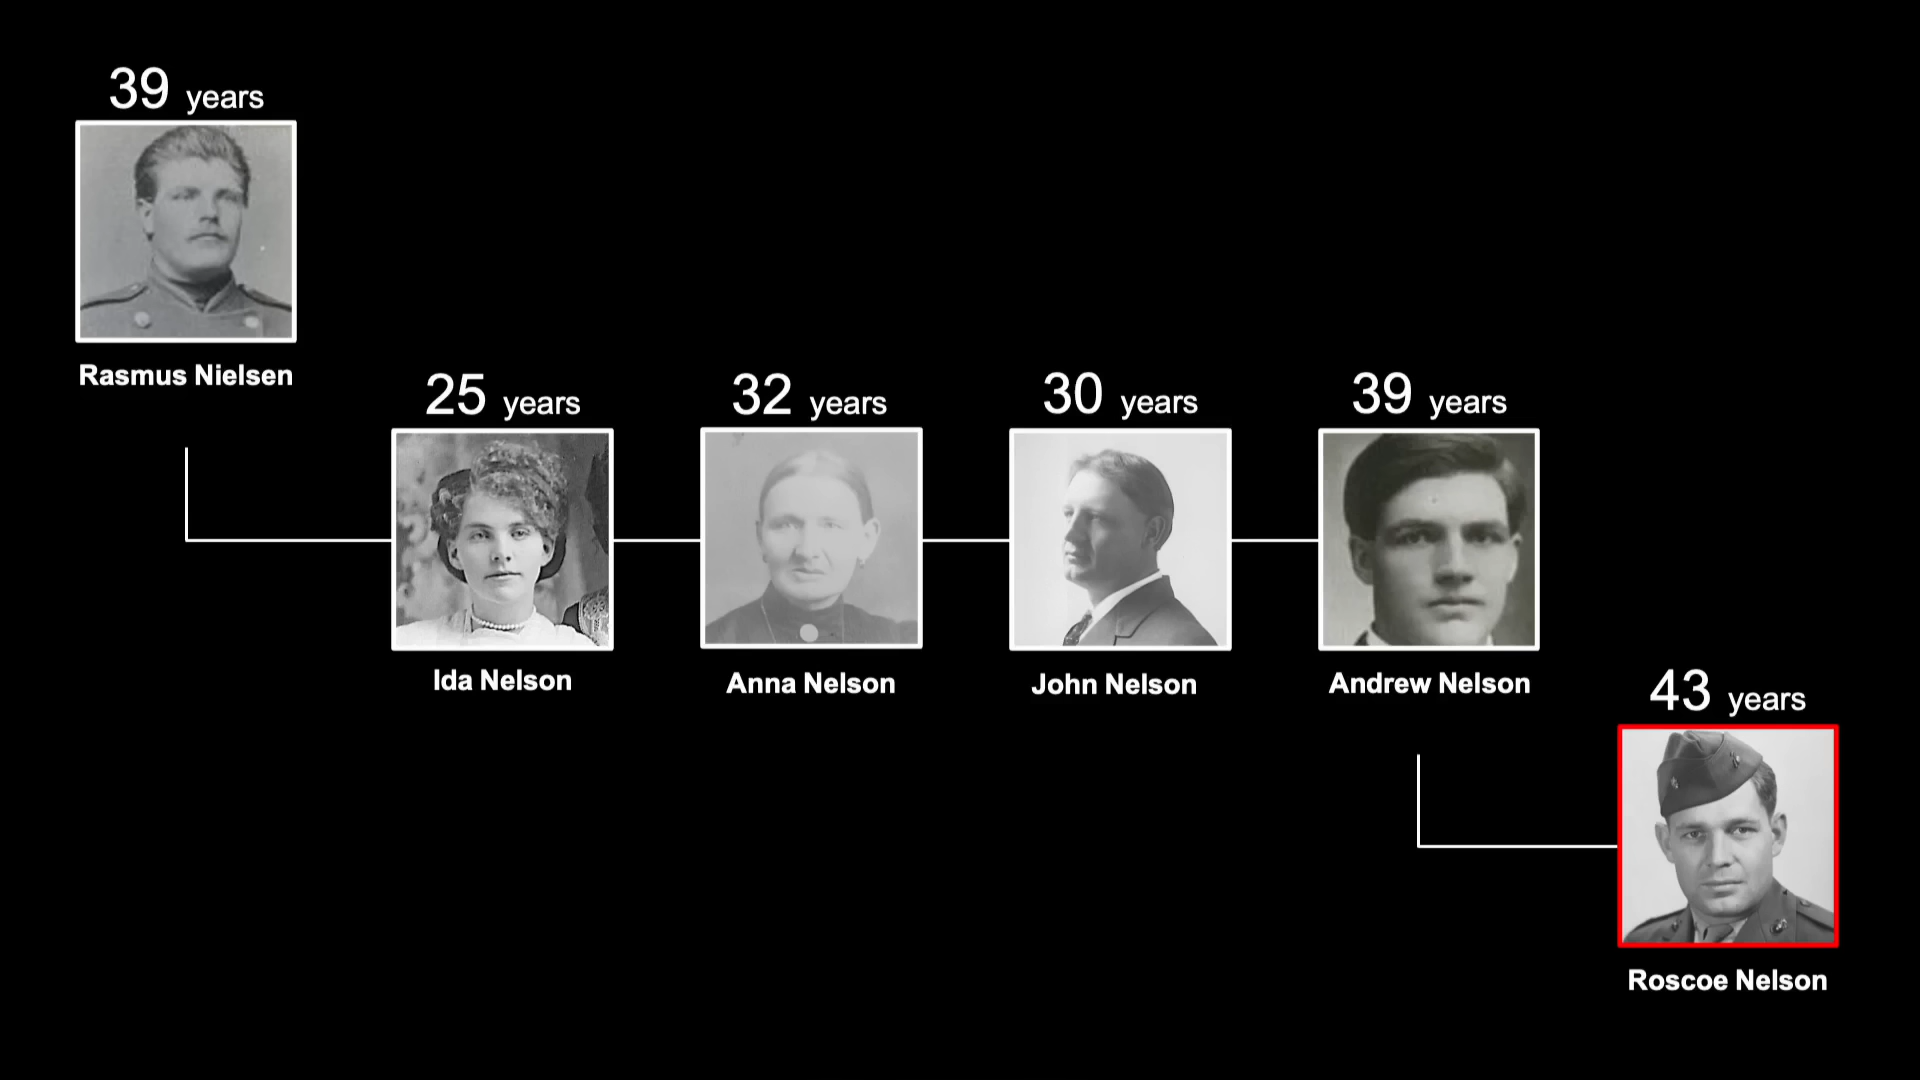 39 years
Rasmus Nielsen
25 years
32 years
30 years
39 years
Ida Nelson
Anna Nelson
John Nelson
Andrew Nelson
43 years
Roscoe Nelson